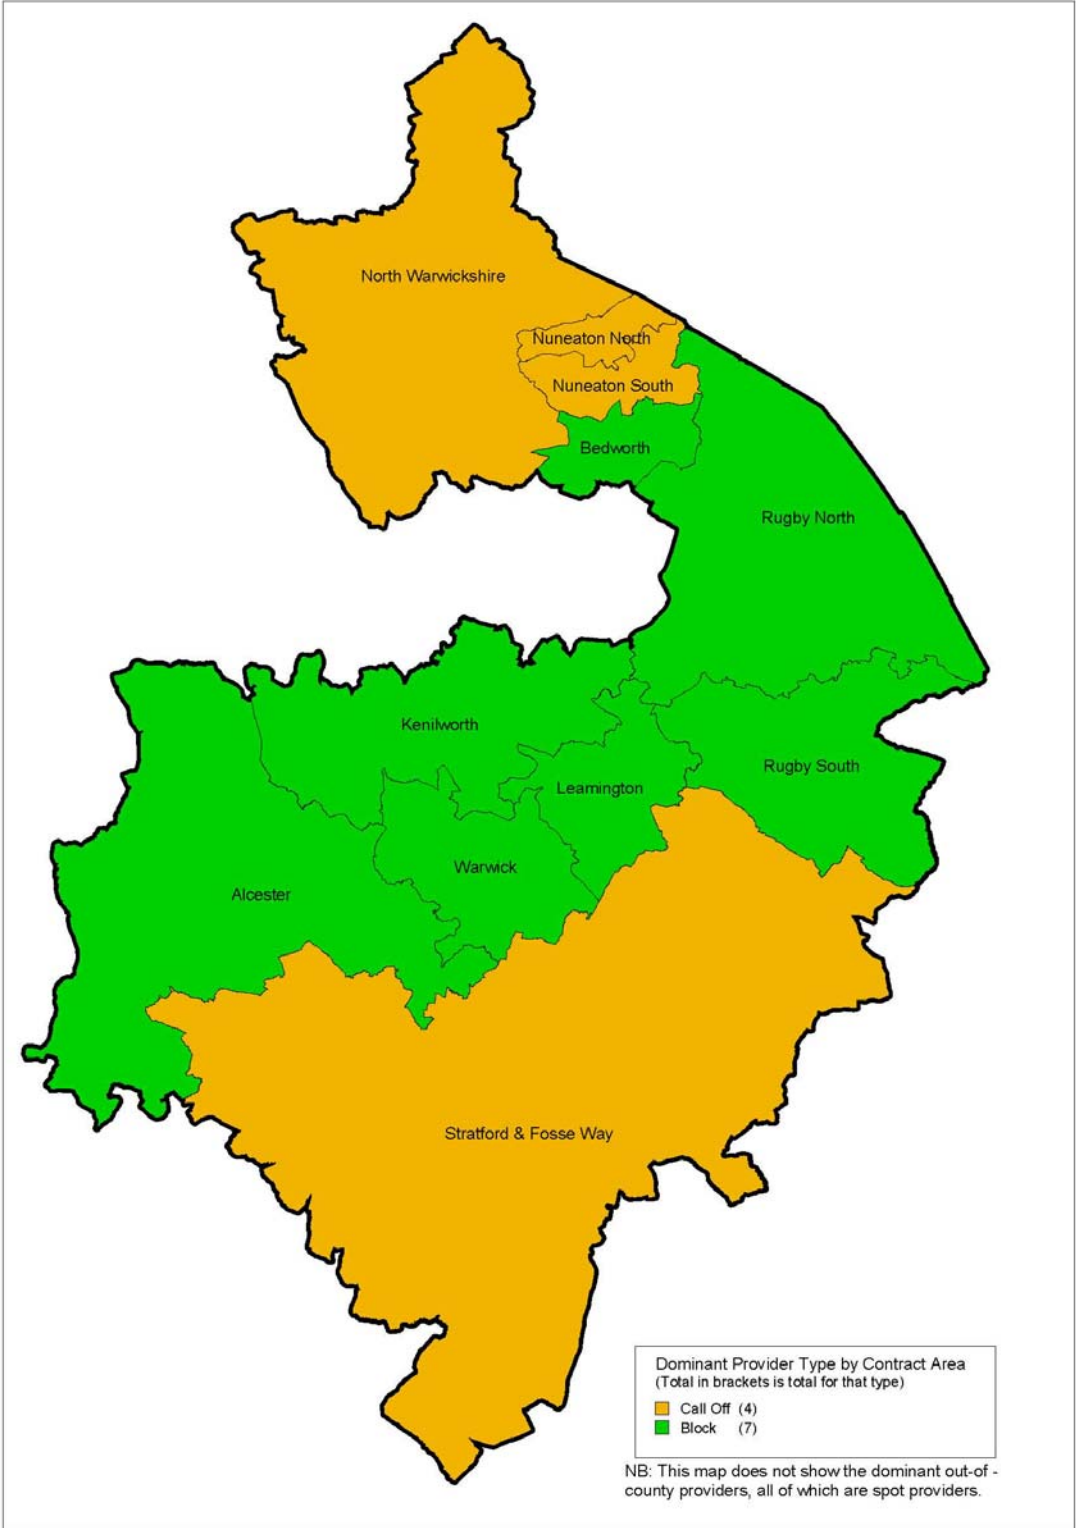 North Warwickshire
Nuneaton North
Nuneaton South
Bedworth
Rugby North
Kenilworth
Rugby South
Leamington
Warwick
Alcester
Stratford & Fosse Way
Dominant Provider Type by Contract Area
(Total in brackets is total for that type)
Call Off (4)
Block (7)
NB: This map does not show the dominant out-of -
county providers, all of which are spot providers.